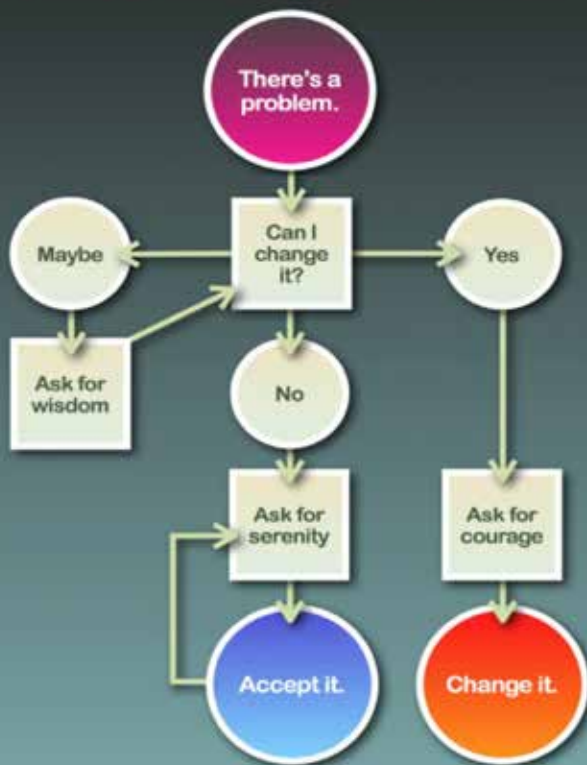 There's a
problem.
Can I
change
it?
Maybe
Yes
Ask for
wisdom
No
Ask for
serenity
Ask for
courage
Accept it.
Change it.